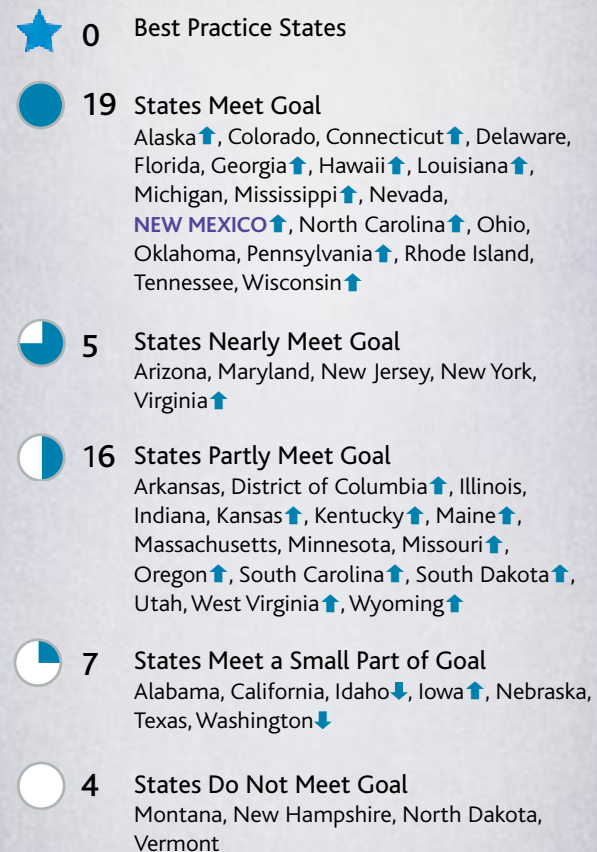 0 Best Practice States
19 States Meet Goal
Alaska⬆, Colorado, Connecticut⬆, Delaware,
Florida, Georgia⬆, Hawaii⬆, Louisiana⬆,
Michigan, Mississippi⬆, Nevada,
NEW MEXICO⬆, North Carolina⬆, Ohio,
Oklahoma, Pennsylvania⬆, Rhode Island,
Tennessee, Wisconsin⬆
5 States Nearly Meet Goal
Arizona, Maryland, New Jersey, New York,
Virginia⬆
16 States Partly Meet Goal
Arkansas, District of Columbia⬆, Illinois,
Indiana, Kansas⬆, Kentucky⬆, Maine⬆,
Massachusetts, Minnesota, Missouri⬆,
Oregon⬆, South Carolina⬆, South Dakota⬆,
Utah, West Virginia⬆, Wyoming⬆
7 States Meet a Small Part of Goal
Alabama, California, Idaho⬇, Iowa⬆, Nebraska,
Texas, Washington⬇
4 States Do Not Meet Goal
Montana, New Hampshire, North Dakota,
Vermont